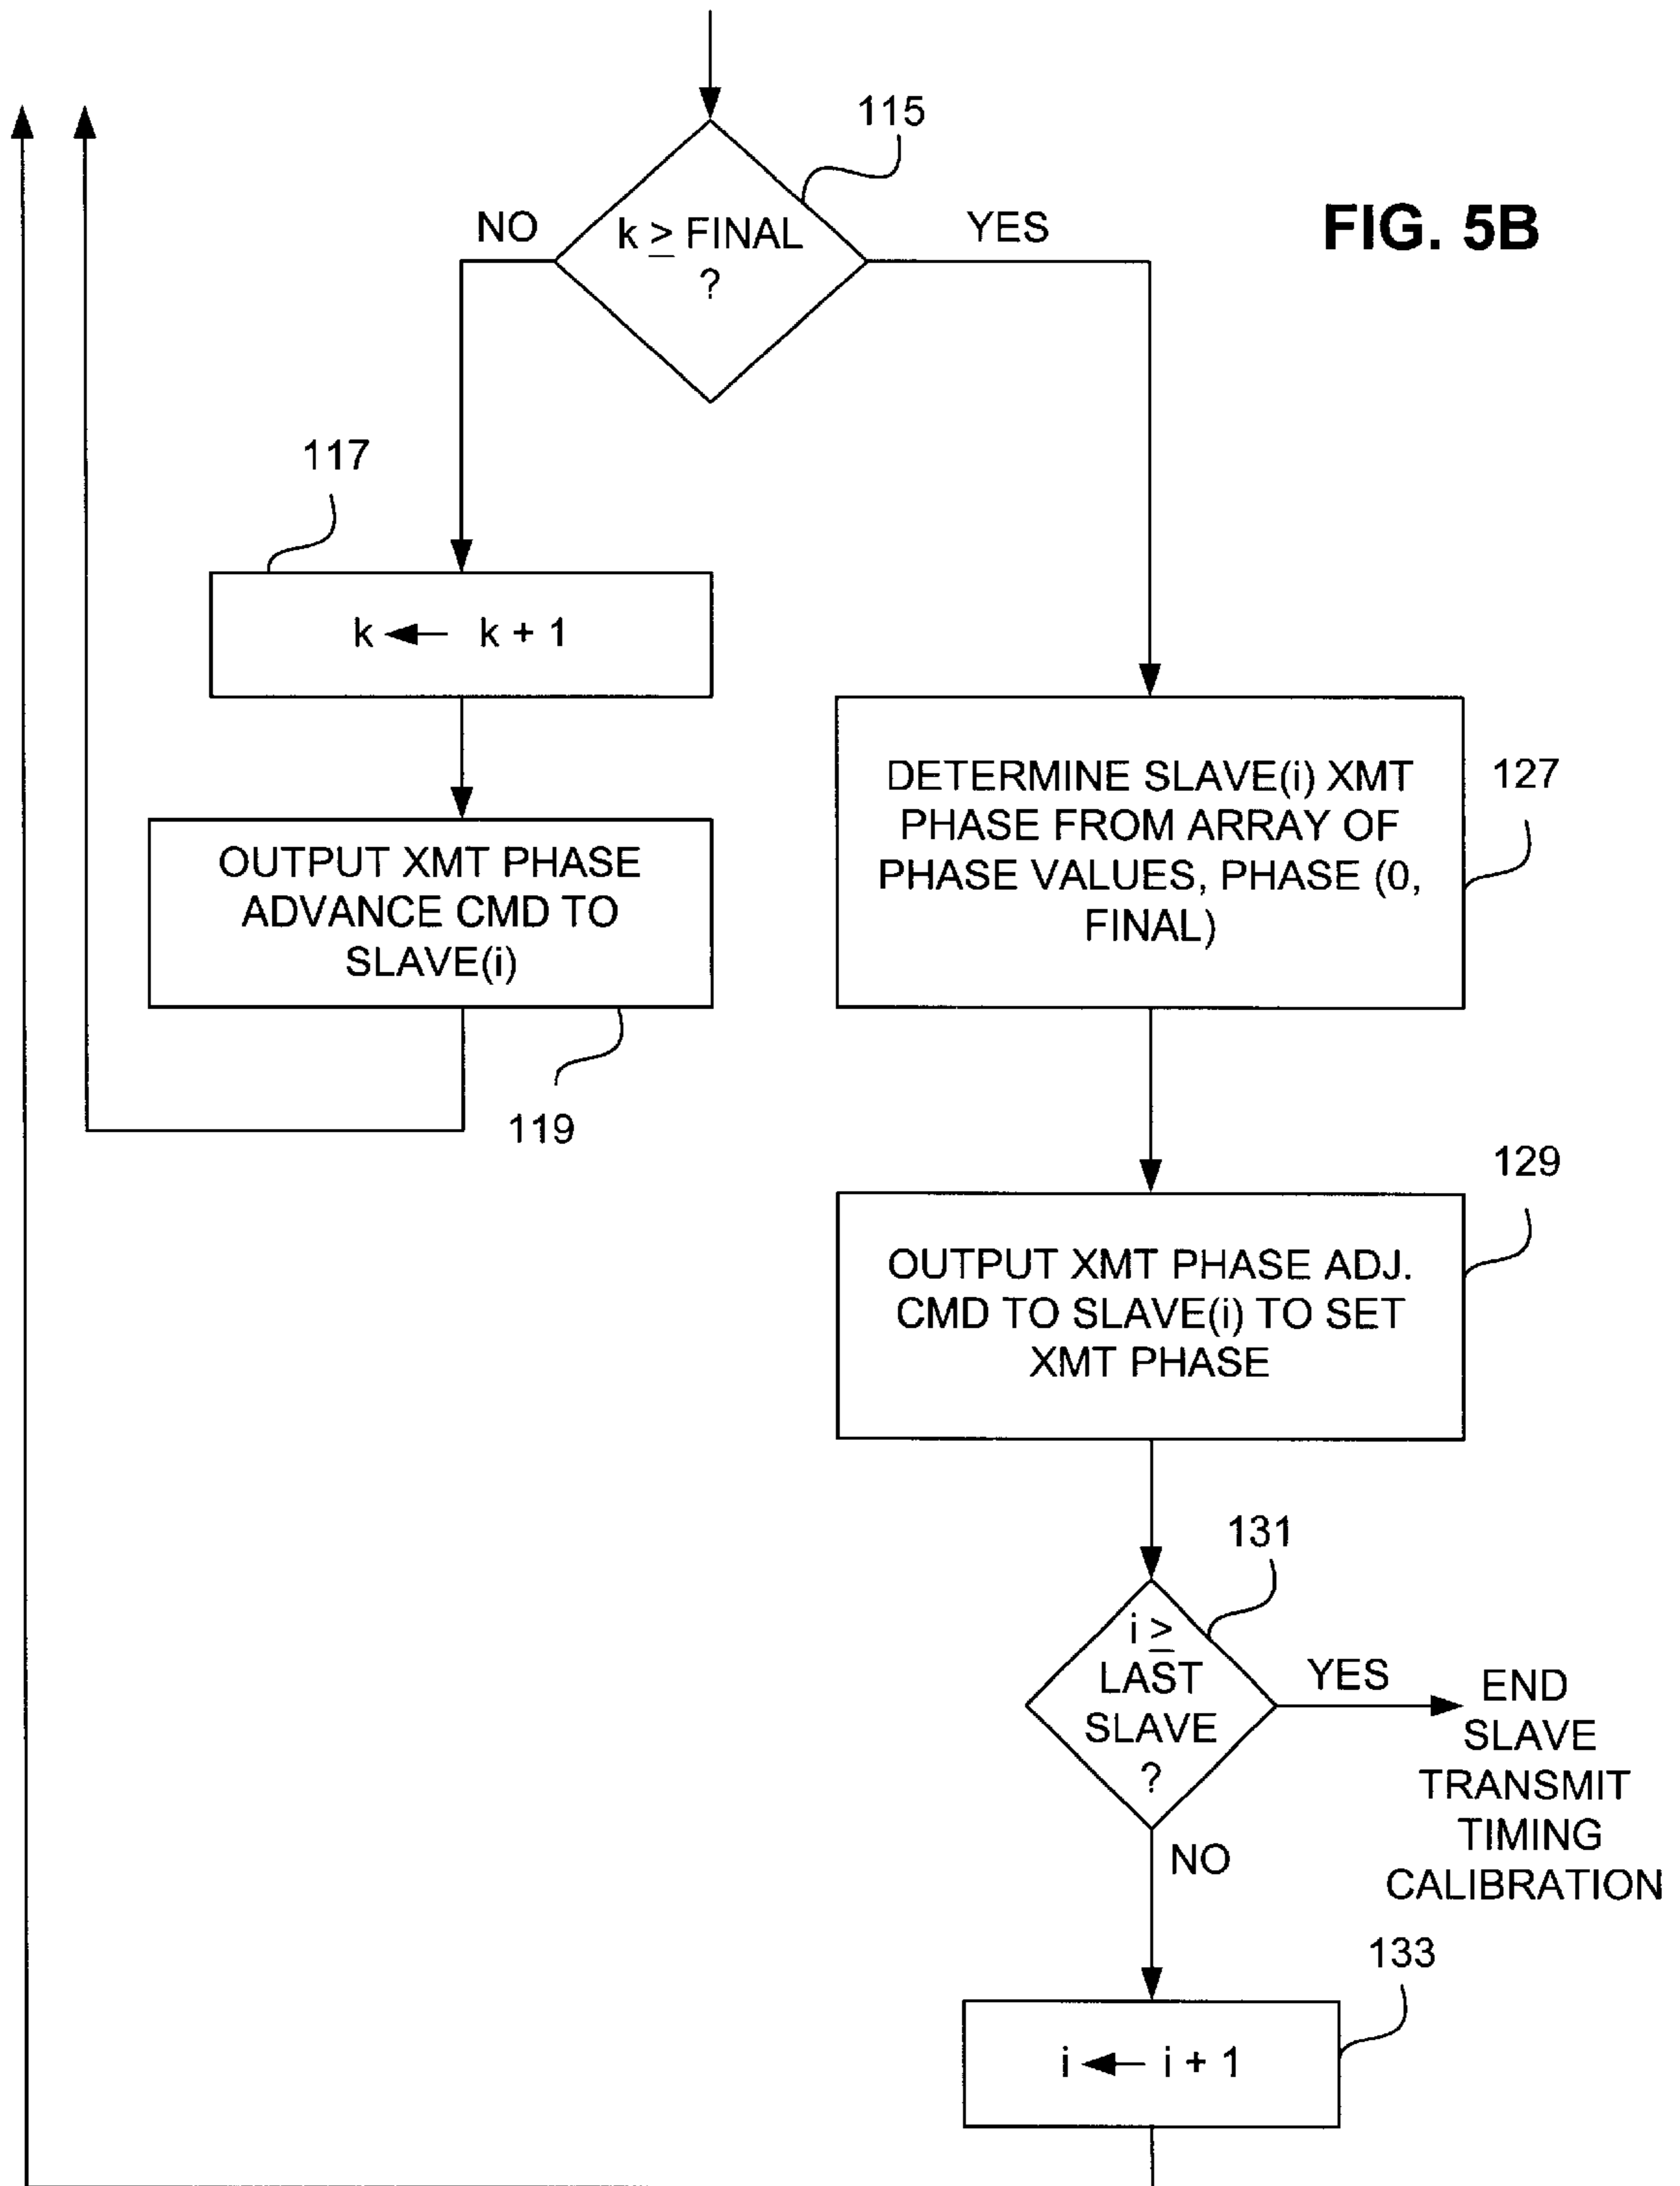 115
FIG. 5B
NO
YES
k ≥ FINAL
?
117
k ← k + 1
OUTPUT XMT PHASE
ADVANCE CMD TO
SLAVE(i)
119
DETERMINE SLAVE(i) XMT
PHASE FROM ARRAY OF
PHASE VALUES, PHASE (0,
FINAL)
127
129
OUTPUT XMT PHASE ADJ.
CMD TO SLAVE(i) TO SET
XMT PHASE
131
i ≥
LAST
SLAVE
?
YES
END
SLAVE
TRANSMIT
TIMING
CALIBRATION
NO
133
i ← i + 1